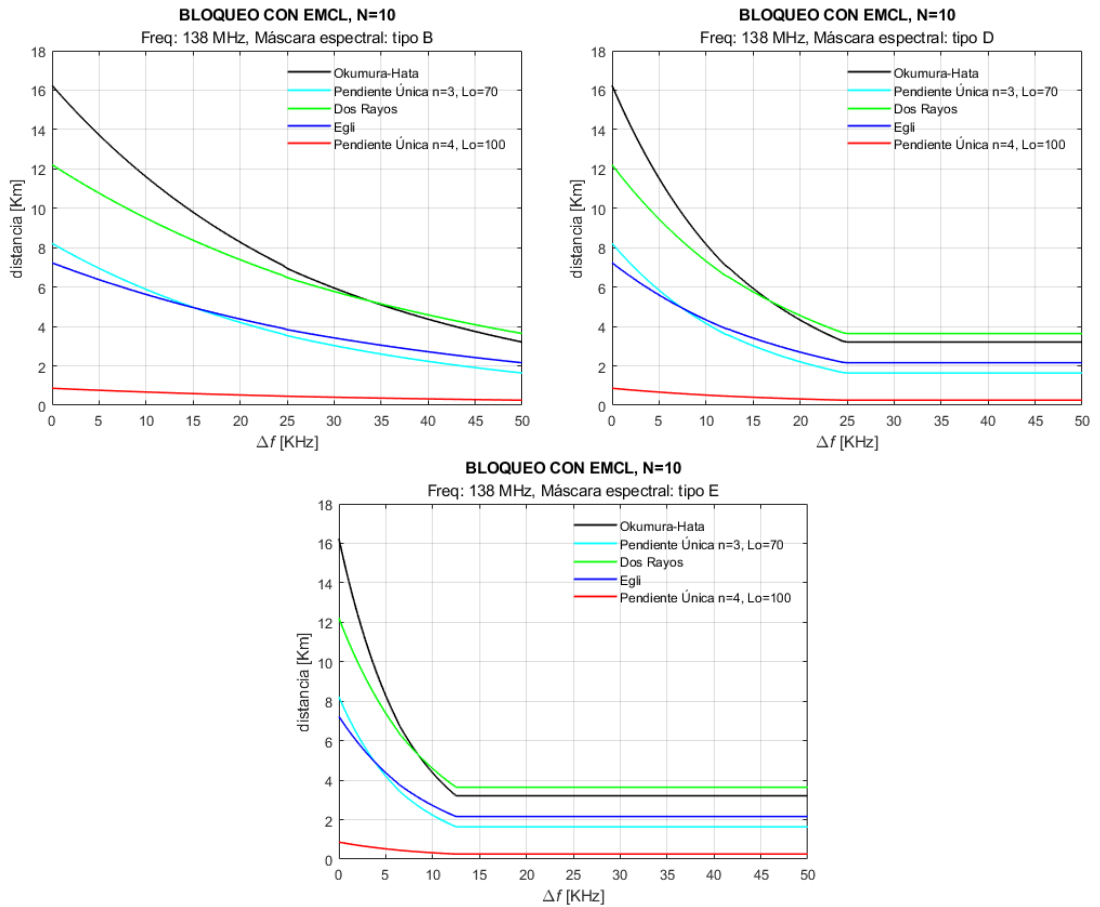 BLOQUEO CON EMCL, N=10
Freq: 138 MHz, Máscara espectral: tipo B
18
16
14
12
10
8
6
4
2
0
distancia [Km]
Okumura-Hata
Pendiente Única n=3, Lo=70
Dos Rayos
Egli
Pendiente Única n=4, Lo=100
0 5 10 15 20 25 30 35 40 45 50
Δf [KHz]
BLOQUEO CON EMCL, N=10
Freq: 138 MHz, Máscara espectral: tipo D
18
16
14
12
10
8
6
4
2
0
distancia [Km]
Okumura-Hata
Pendiente Única n=3, Lo=70
Dos Rayos
Egli
Pendiente Única n=4, Lo=100
0 5 10 15 20 25 30 35 40 45 50
Δf [KHz]
BLOQUEO CON EMCL, N=10
Freq: 138 MHz, Máscara espectral: tipo E
18
16
14
12
10
8
6
4
2
0
distancia [Km]
Okumura-Hata
Pendiente Única n=3, Lo=70
Dos Rayos
Egli
Pendiente Única n=4, Lo=100
0 5 10 15 20 25 30 35 40 45 50
Δf [KHz]